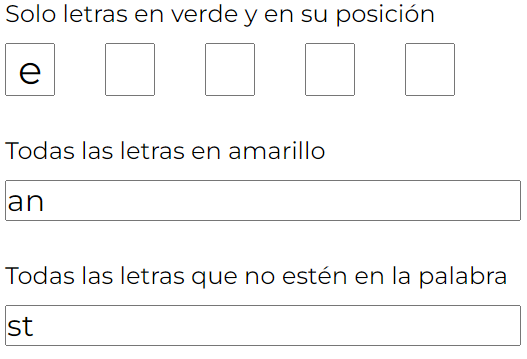 Solo letras en verde y en su posición
e
Todas las letras en amarillo
an
Todas las letras que no estén en la palabra
st